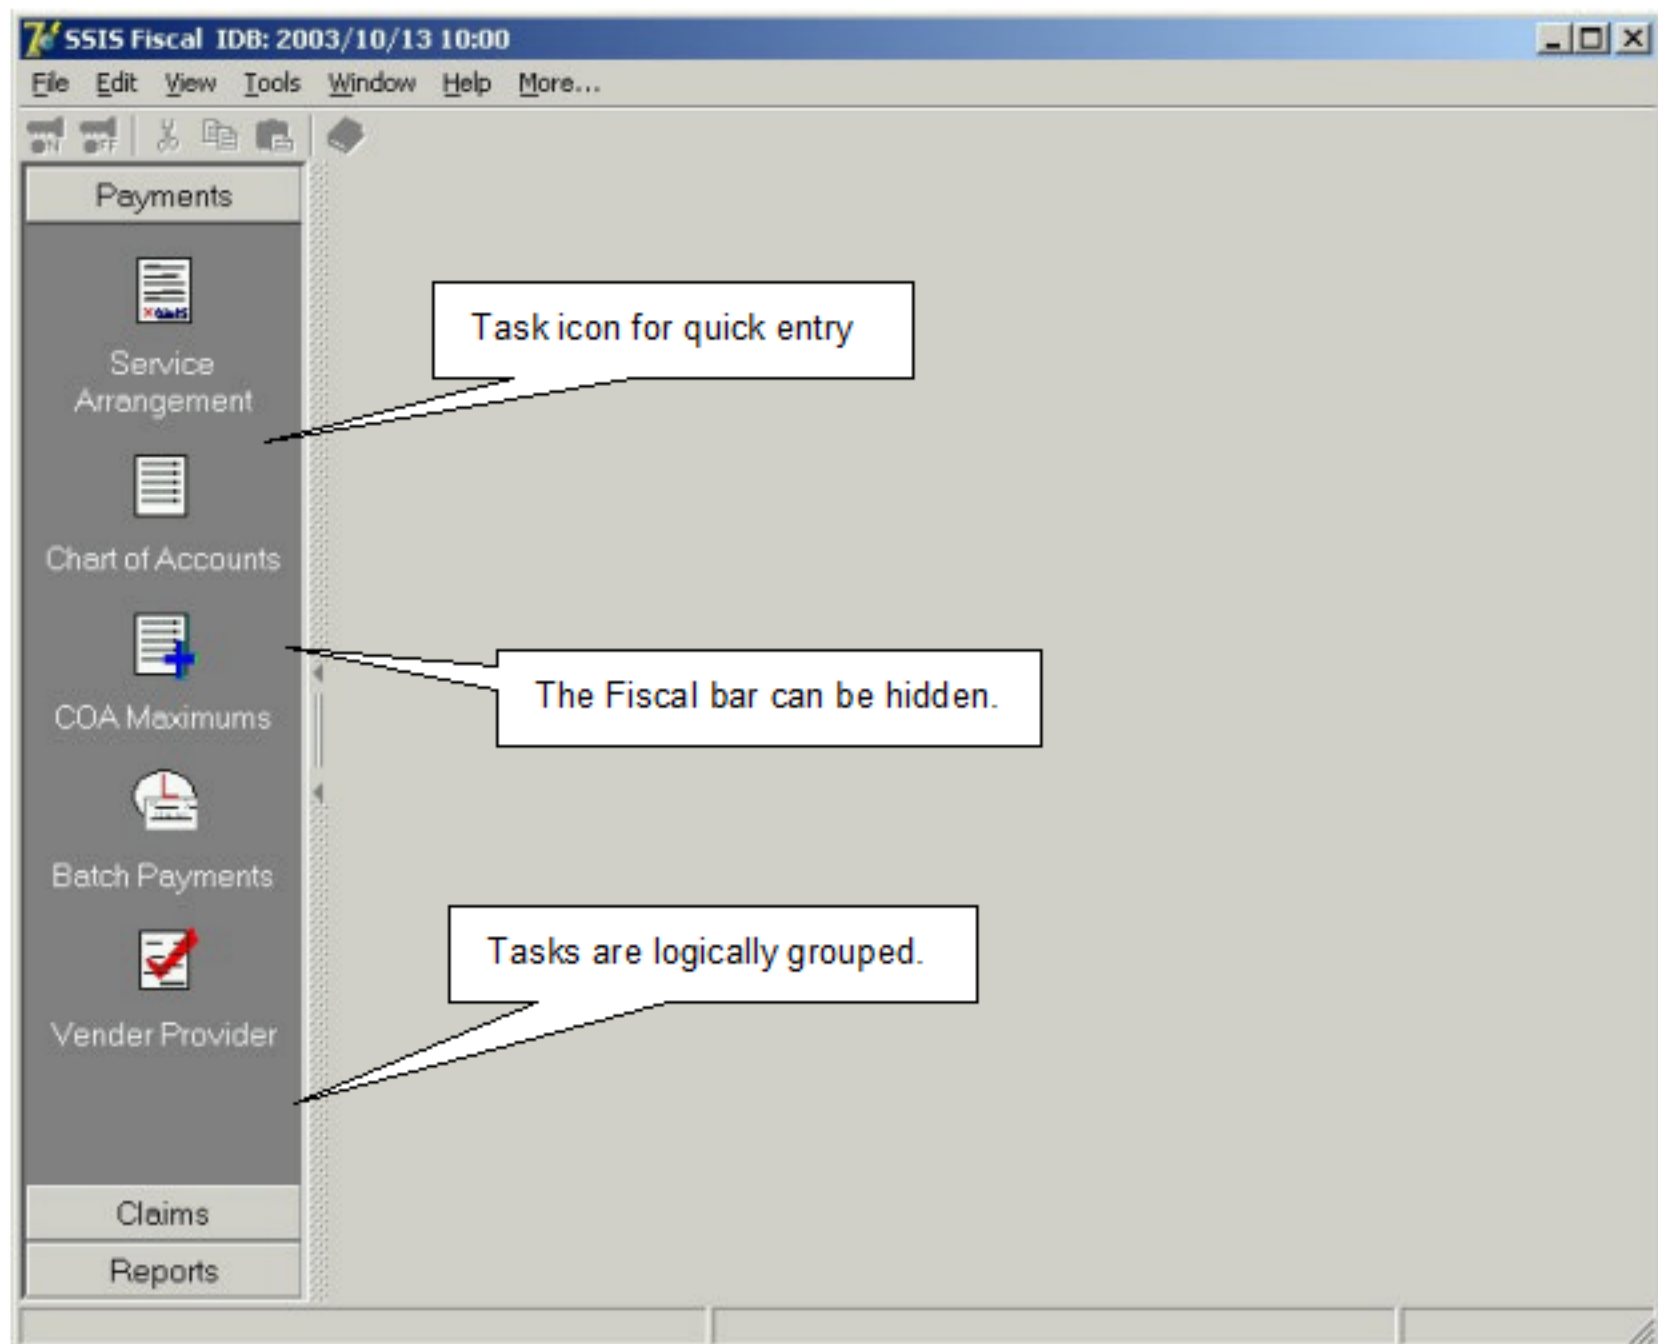 SSIS Fiscal IDB: 2003/10/13 10:00
File Edit View Tools Window Help More...
ON OFF
Payments
Service
Arrangement
Task icon for quick entry
Chart of Accounts
COA Maximums
The Fiscal bar can be hidden.
Batch Payments
Tasks are logically grouped.
Vender Provider
Claims
Reports